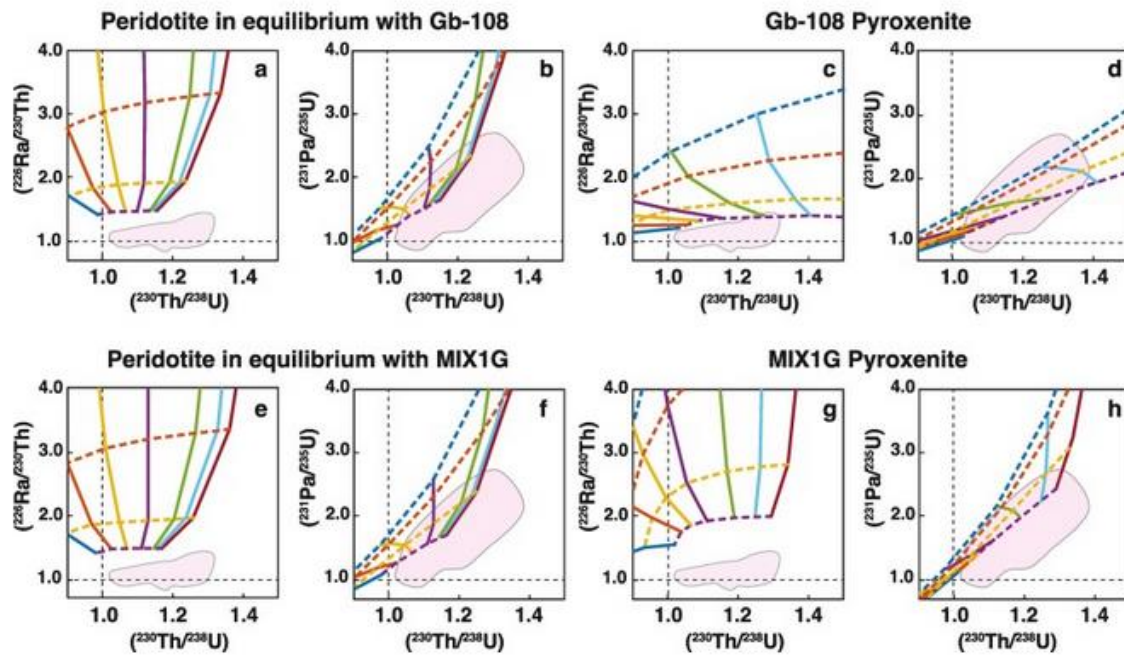 Peridotite in equilibrium with Gb-108
Gb-108 Pyroxenite
4.0 3.0 2.0 1.0
(²²⁶Ra/²³⁰Th)
a
1.0 1.2 1.4
(²³⁰Th/²³⁸U)
4.0 3.0 2.0 1.0
(²³¹Pa/²³⁵U)
b
1.0 1.2 1.4
(²³⁰Th/²³⁸U)
4.0 3.0 2.0 1.0
(²²⁶Ra/²³⁰Th)
c
1.0 1.2 1.4
(²³⁰Th/²³⁸U)
4.0 3.0 2.0 1.0
(²³¹Pa/²³⁵U)
d
1.0 1.2 1.4
(²³⁰Th/²³⁸U)
Peridotite in equilibrium with MIX1G
MIX1G Pyroxenite
4.0 3.0 2.0 1.0
(²²⁶Ra/²³⁰Th)
e
1.0 1.2 1.4
(²³⁰Th/²³⁸U)
4.0 3.0 2.0 1.0
(²³¹Pa/²³⁵U)
f
1.0 1.2 1.4
(²³⁰Th/²³⁸U)
4.0 3.0 2.0 1.0
(²²⁶Ra/²³⁰Th)
g
1.0 1.2 1.4
(²³⁰Th/²³⁸U)
4.0 3.0 2.0 1.0
(²³¹Pa/²³⁵U)
h
1.0 1.2 1.4
(²³⁰Th/²³⁸U)